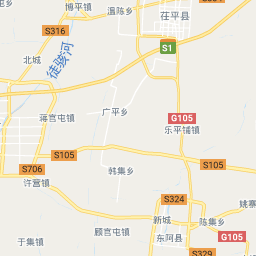 博平镇
温陈乡
茌平县
S316
S1
北城
徒骇河
蒋官屯镇
广平乡
G105
乐平铺镇
S105
S105
S706
韩集乡
许营镇
S324
姚寨
新城
陈集乡
于集镇
顾官屯镇
东阿县
G105
S329